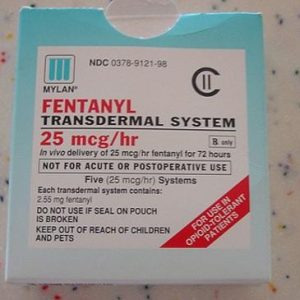 NDC 0378-9121-98
MYLAN®
CII
FENTANYL
TRANSDERMAL SYSTEM
25 mcg/hr
℞ only
In vivo delivery of 25 mcg/hr fentanyl for 72 hours
NOT FOR ACUTE OR POSTOPERATIVE USE
Five (25 mcg/hr) Systems
Each transdermal system contains:
2.55 mg fentanyl
DO NOT USE IF SEAL ON POUCH
IS BROKEN
KEEP OUT OF REACH OF CHILDREN
AND PETS
FOR USE IN
OPIOID-TOLERANT
PATIENTS